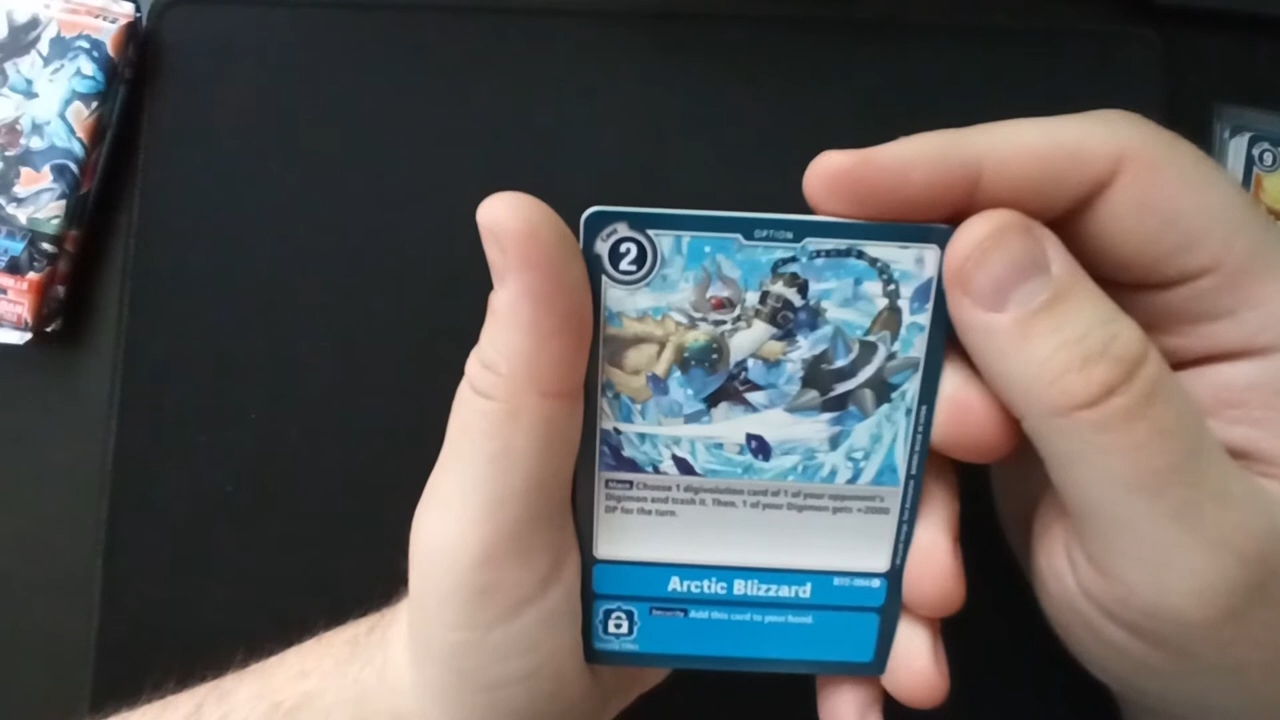 OPTION
2
Main Choose 1 digivolution card of 1 of your opponent's
Digimon and trash it. Then, 1 of your Digimon gets +2000
DP for the turn.
Arctic Blizzard
Security Add this card to your hand.
9